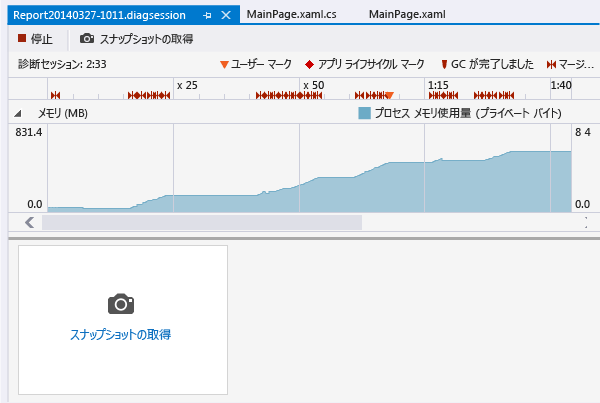 Report20140327-1011.diagsession
MainPage.xaml.cs
MainPage.xaml
停止
スナップショットの取得
診断セッション: 2:33
ユーザー マーク
アプリ ライフサイクル マーク
GC が完了しました
マージ...
x 25
x 50
1:15
1:40
メモリ (MB)
プロセス メモリ使用量 (プライベート バイト)
831.4
8 4
0.0
0.0
スナップショットの取得